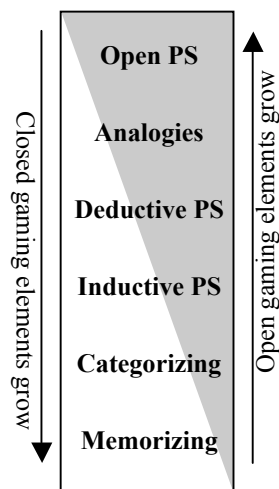 Closed gaming elements grow
Open PS
Analogies
Deductive PS
Inductive PS
Categorizing
Memorizing
Open gaming elements grow